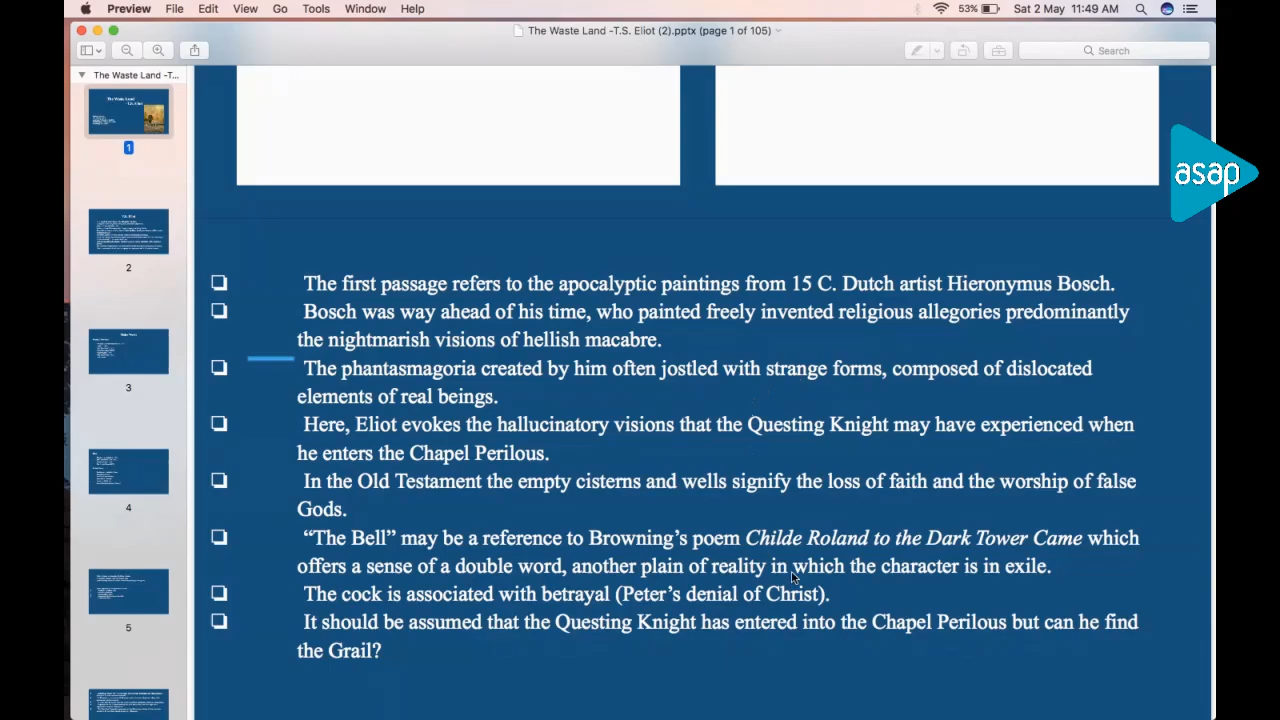 Preview File Edit View Go Tools Window Help 53% Sat 2 May 11:49 AM
The Waste Land -T.S. Eliot (2).pptx (page 1 of 105)
Search
The Waste Land -T...
1
2
3
4
5
asap
❏ The first passage refers to the apocalyptic paintings from 15 C. Dutch artist Hieronymus Bosch.
❏ Bosch was way ahead of his time, who painted freely invented religious allegories predominantly
the nightmarish visions of hellish macabre.
❏ The phantasmagoria created by him often jostled with strange forms, composed of dislocated
elements of real beings.
❏ Here, Eliot evokes the hallucinatory visions that the Questing Knight may have experienced when
he enters the Chapel Perilous.
❏ In the Old Testament the empty cisterns and wells signify the loss of faith and the worship of false
Gods.
❏ “The Bell” may be a reference to Browning’s poem Childe Roland to the Dark Tower Came which
offers a sense of a double word, another plain of reality in which the character is in exile.
❏ The cock is associated with betrayal (Peter’s denial of Christ).
❏ It should be assumed that the Questing Knight has entered into the Chapel Perilous but can he find
the Grail?